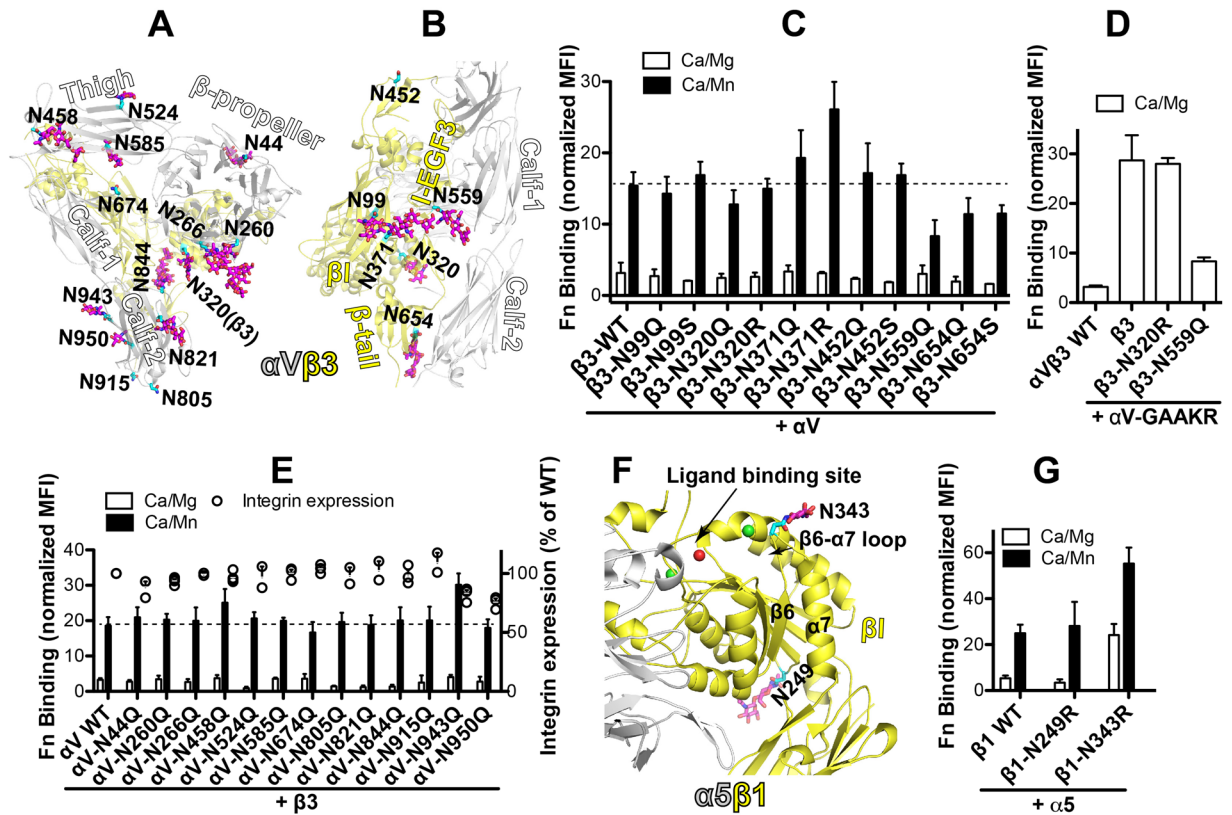 A
Thigh
β-propeller
N458
N524
N585
N44
N674
N266
N260
Calf-1
N844
N320(β3)
N943
Calf-2
N950
N821
N915
N805
αVβ3
B
N452
I-EGF3
Calf-1
N99
N559
N371
N320
βI
β-tail
N654
Calf-2
C
Ca/Mg
Ca/Mn
Fn Binding (normalized MFI)
30
20
10
0
β3-WT
β3-N99Q
β3-N99S
β3-N320Q
β3-N320R
β3-N371Q
β3-N371R
β3-N452Q
β3-N452S
β3-N559Q
β3-N654Q
β3-N654S
+ αV
D
Ca/Mg
Fn Binding (normalized MFI)
40
30
20
10
0
αVβ3 WT
β3
β3-N320R
β3-N559Q
+ αV-GAAKR
E
Ca/Mg
Ca/Mn
Integrin expression
Fn Binding (normalized MFI)
40
30
20
10
0
Integrin expression (% of WT)
100
50
0
αV WT
αV-N44Q
αV-N260Q
αV-N266Q
αV-N458Q
αV-N524Q
αV-N585Q
αV-N674Q
αV-N805Q
αV-N821Q
αV-N844Q
αV-N915Q
αV-N943Q
αV-N950Q
+ β3
F
Ligand binding site
N343
β6-α7 loop
β6
α7
βI
N249
α5β1
G
Ca/Mg
Ca/Mn
Fn Binding (normalized MFI)
60
40
20
0
β1 WT
β1-N249R
β1-N343R
+ α5